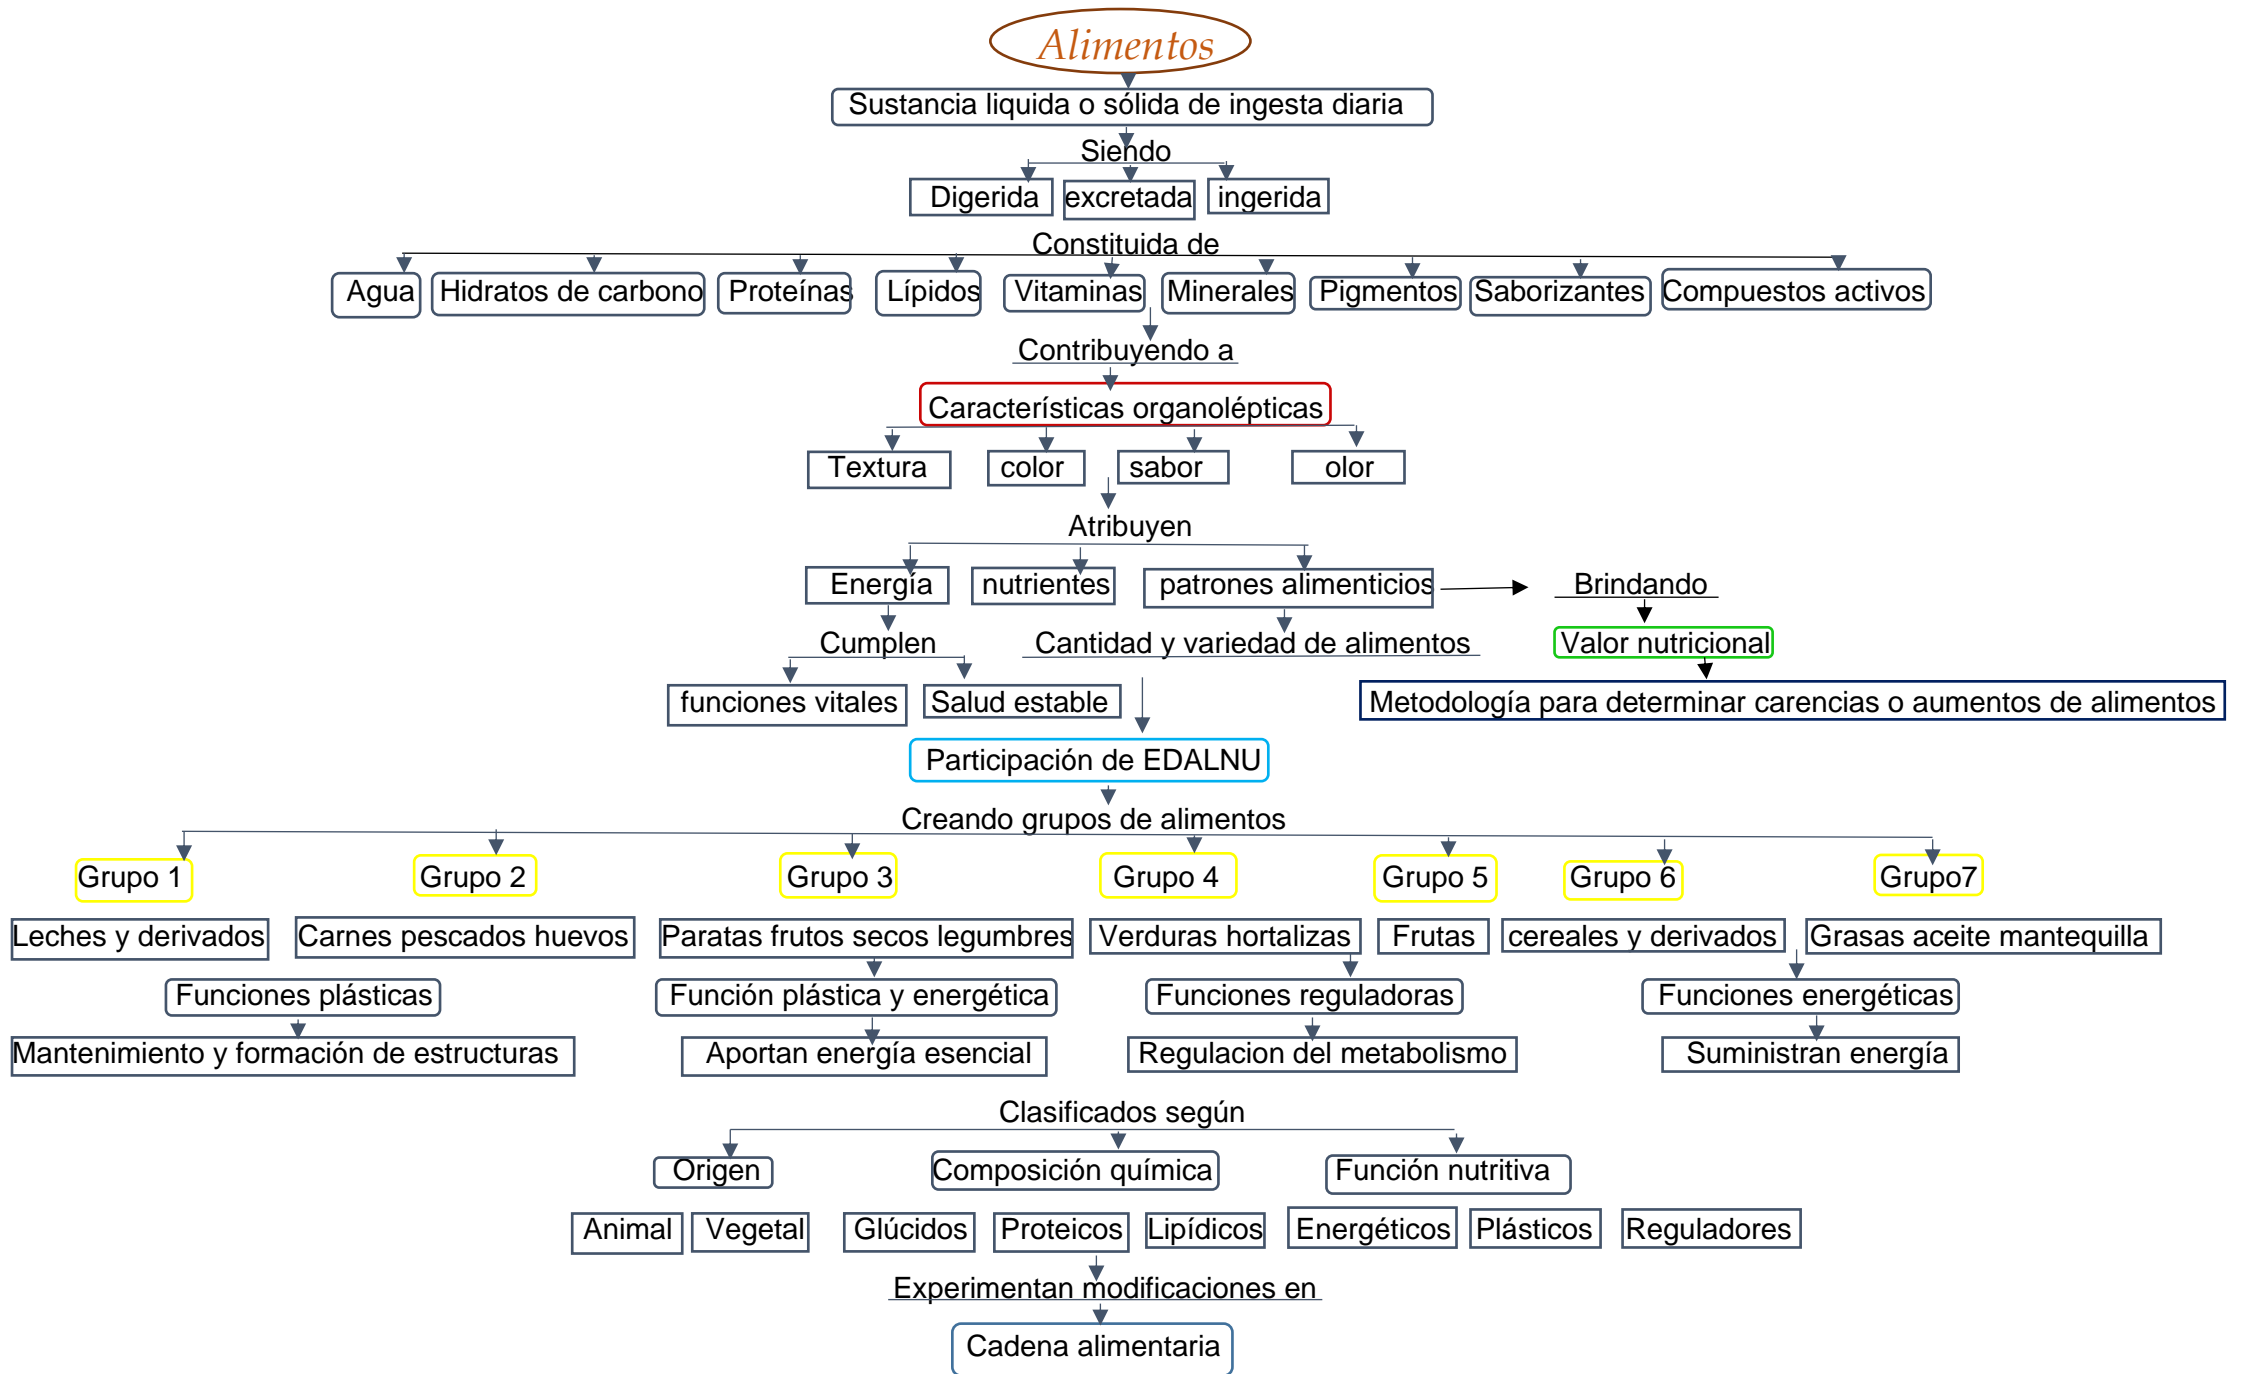 Alimentos
Sustancia liquida o sólida de ingesta diaria
Siendo
Digerida excretada ingerida
Constituida de
Agua Hidratos de carbono Proteínas Lípidos Vitaminas Minerales Pigmentos Saborizantes Compuestos activos
Contribuyendo a
Características organolépticas
Textura color sabor olor
Atribuyen
Energía nutrientes patrones alimenticios Brindando
Cumplen Cantidad y variedad de alimentos Valor nutricional
funciones vitales Salud estable Metodología para determinar carencias o aumentos de alimentos
Participación de EDALNU
Creando grupos de alimentos
Grupo 1 Grupo 2 Grupo 3 Grupo 4 Grupo 5 Grupo 6 Grupo7
Leches y derivados Carnes pescados huevos Paratas frutos secos legumbres Verduras hortalizas Frutas cereales y derivados Grasas aceite mantequilla
Funciones plásticas Función plástica y energética Funciones reguladoras Funciones energéticas
Mantenimiento y formación de estructuras Aportan energía esencial Regulacion del metabolismo Suministran energía
Clasificados según
Origen Composición química Función nutritiva
Animal Vegetal Glúcidos Proteicos Lipídicos Energéticos Plásticos Reguladores
Experimentan modificaciones en
Cadena alimentaria